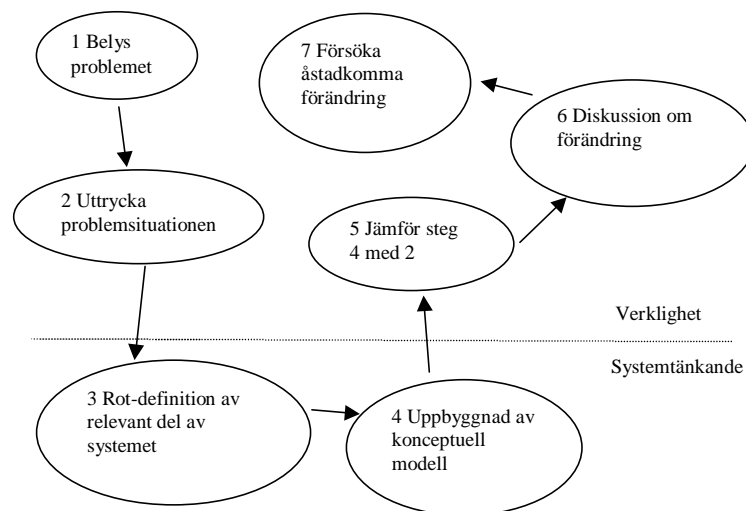 1 Belys
problemet
2 Uttrycka
problemsituationen
3 Rot-definition av
relevant del av
systemet
4 Uppbyggnad av
konceptuell
modell
5 Jämför steg
4 med 2
6 Diskussion om
förändring
7 Försöka
åstadkomma
förändring
Verklighet
Systemtänkande